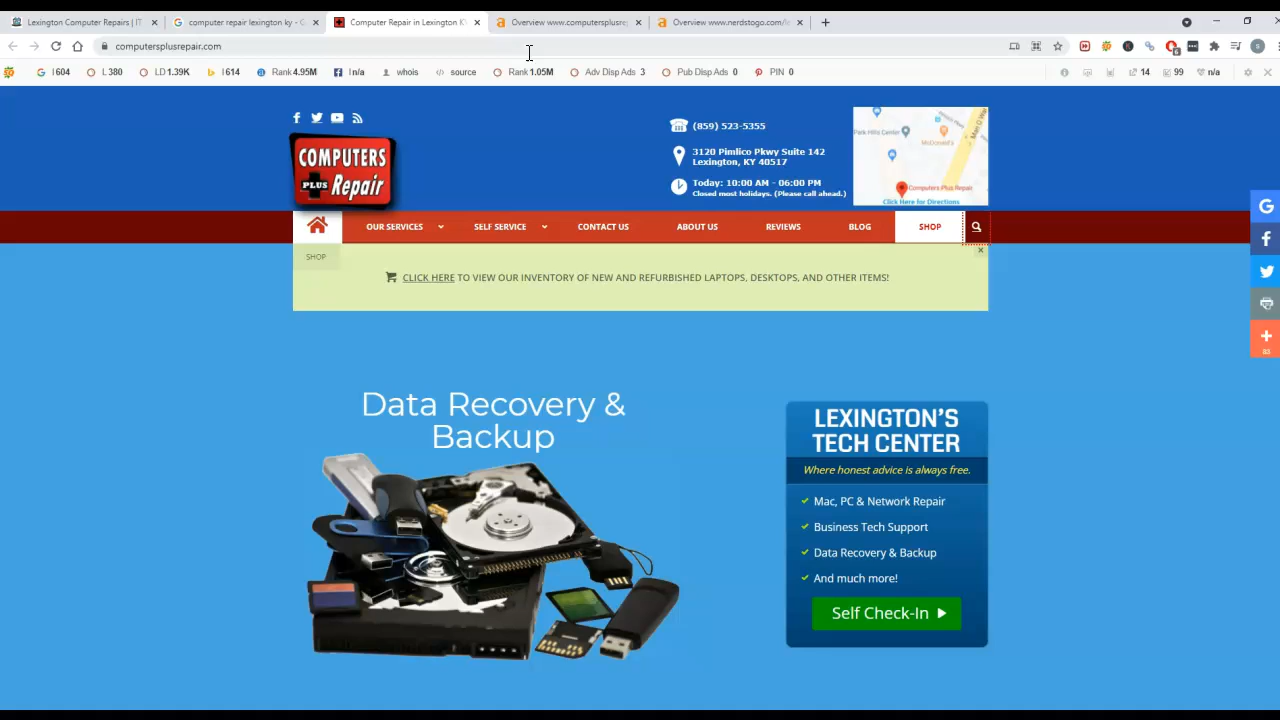 Lexington Computer Repairs | IT
computer repair lexington ky - G
Computer Repair in Lexington KY
Overview www.computersplusrepa
Overview www.nerdstogo.com/le
computersplusrepair.com
I 604
L 380
LD 1.39K
I 614
Rank 4.95M
I n/a
whois
source
Rank 1.05M
Adv Disp Ads 3
Pub Disp Ads 0
PIN 0
14
99
n/a
(859) 523-5355
3120 Pimlico Pkwy Suite 142
Lexington, KY 40517
Today: 10:00 AM - 06:00 PM
Closed most holidays. (Please call ahead.)
Park Hills Center
McDonald's
Man O Wa
Computers Plus Repair
Click Here for Directions
COMPUTERS
PLUS Repair
OUR SERVICES
SELF SERVICE
CONTACT US
ABOUT US
REVIEWS
BLOG
SHOP
SHOP
CLICK HERE TO VIEW OUR INVENTORY OF NEW AND REFURBISHED LAPTOPS, DESKTOPS, AND OTHER ITEMS!
Data Recovery &
Backup
LEXINGTON'S
TECH CENTER
Where honest advice is always free.
Mac, PC & Network Repair
Business Tech Support
Data Recovery & Backup
And much more!
Self Check-In